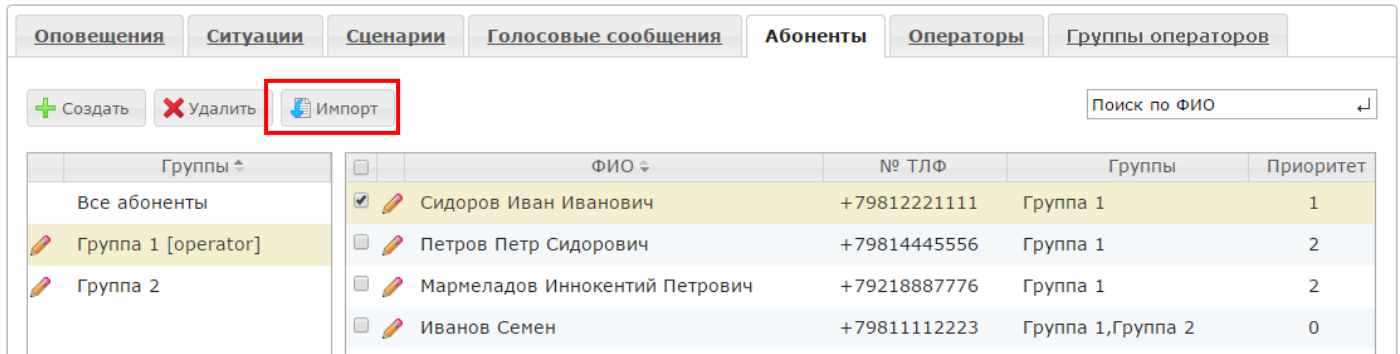 Оповещения Ситуации Сценарии Голосовые сообщения Абоненты Операторы Группы операторов
Создать Удалить Импорт Поиск по ФИО
Группы ФИО № ТЛФ Группы Приоритет
Все абоненты Сидоров Иван Иванович +79812221111 Группа 1 1
Группа 1 [operator] Петров Петр Сидорович +79814445556 Группа 1 2
Группа 2 Мармеладов Иннокентий Петрович +79218887776 Группа 1 2
Иванов Семен +79811112223 Группа 1,Группа 2 0